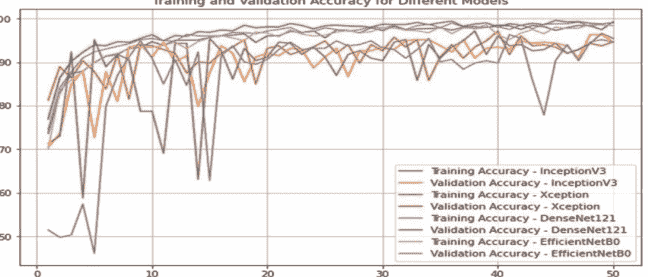 Training and Validation Accuracy for Different Models
00
90
80
70
60
50
Training Accuracy - InceptionV3
Validation Accuracy - InceptionV3
Training Accuracy - Xception
Validation Accuracy - Xception
Training Accuracy - DenseNet121
Validation Accuracy - DenseNet121
Training Accuracy - EfficientNetB0
Validation Accuracy - EfficientNetB0
0 10 20 30 40 50